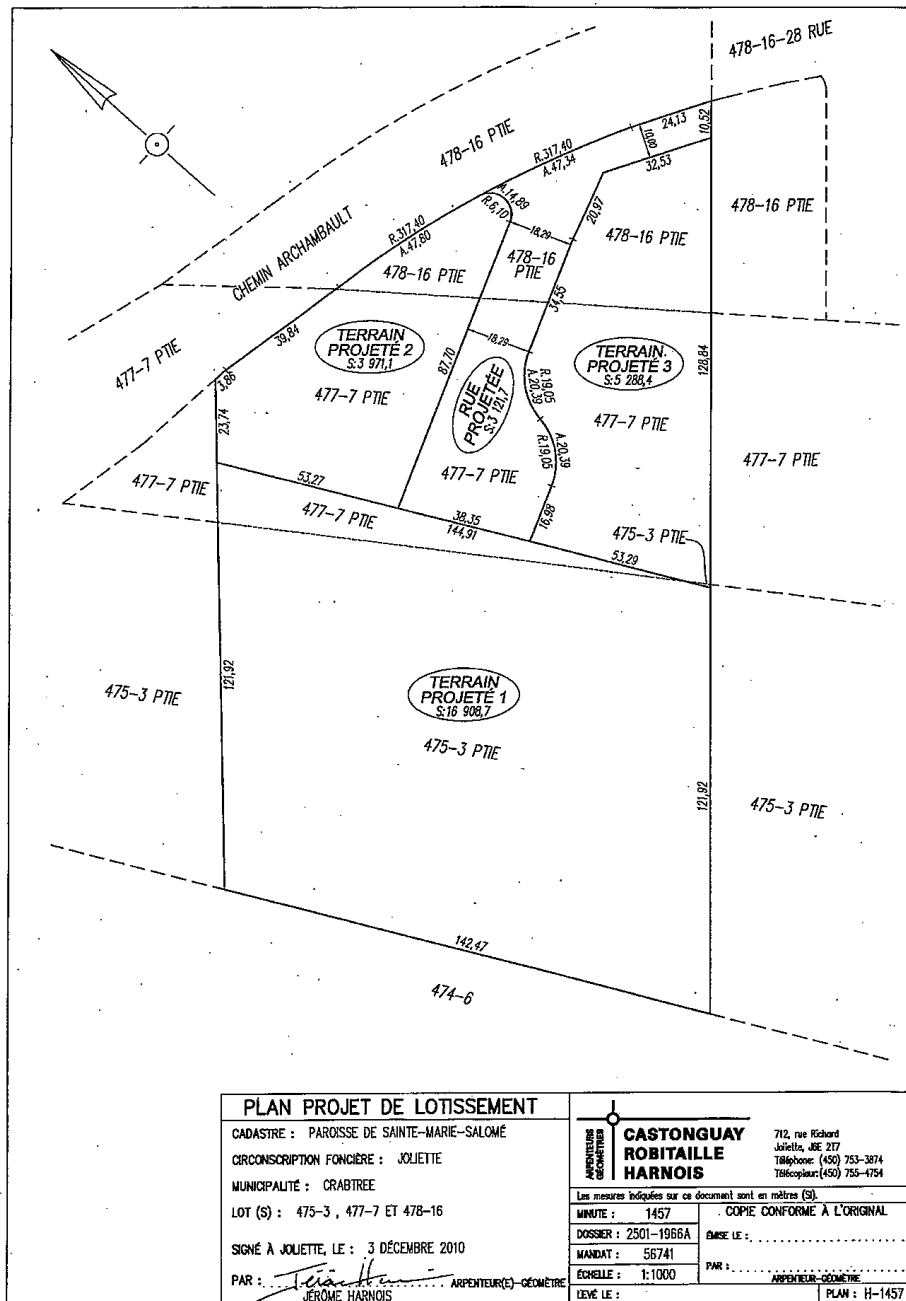 478-16-28 RUE
478-16 PTIE
24,13
10,52
10,00
32,53
R.317,40
A.47,34
A.14,89
R.6,10
20,97
478-16 PTIE
478-16 PTIE
18,29
R.317,40
A.47,80
CHEMIN ARCHAMBAULT
478-16 PTIE
478-16
PTIE
34,55
39,84
TERRAIN
PROJETÉ 2
S:3 971,1
18,29
87,70
TERRAIN
PROJETÉ 3
S:5 288,4
128,84
477-7 PTIE
3,86
477-7 PTIE
RUE
PROJETÉE
S:3 121,7
R.19,05
A.20,39
477-7 PTIE
23,74
A.20,39
R.19,05
477-7 PTIE
477-7 PTIE
53,27
477-7 PTIE
477-7 PTIE
38,35
144,91
16,98
475-3 PTIE
53,29
121,92
475-3 PTIE
TERRAIN
PROJETÉ 1
S:16 908,7
475-3 PTIE
121,92
475-3 PTIE
142,47
474-6
PLAN PROJET DE LOTISSEMENT
CADASTRE : PAROISSE DE SAINTE-MARIE-SALOMÉ
CIRCONSCRIPTION FONCIÈRE : JOLIETTE
MUNICIPALITÉ : CRABTREE
LOT (S) : 475-3 , 477-7 ET 478-16
SIGNÉ À JOLIETTE, LE : 3 DÉCEMBRE 2010
PAR : ARPENTEUR(E)-GÉOMÈTRE
JÉRÔME HARNOIS
ARPENTEURS
GÉOMÈTRES
CASTONGUAY
ROBITAILLE
HARNOIS
712, rue Richard
Joliette, J6E 2T7
Téléphone: (450) 753-3874
Télécopieur:(450) 755-4754
Les mesures indiquées sur ce document sont en mètres (SI).
MINUTE : 1457
COPIE CONFORME À L'ORIGINAL
DOSSIER : 2501-1966A
ÉMISE LE :
MANDAT : 56741
PAR :
ARPENTEUR-GÉOMÈTRE
ÉCHELLE : 1:1000
LEVÉ LE :
PLAN : H-1457